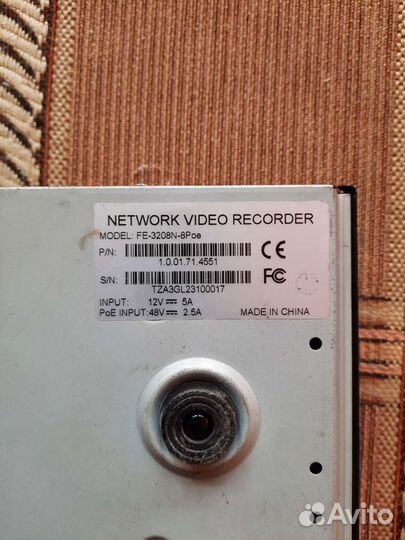 NETWORK VIDEO RECORDER
MODEL: FE-3208N-8Poe
P/N:
1.0.01.71.4551
CE
S/N:
TZA3GL23100017
FC
INPUT: 12V 5A
PoE INPUT:48V 2.5A
MADE IN CHINA
Avito